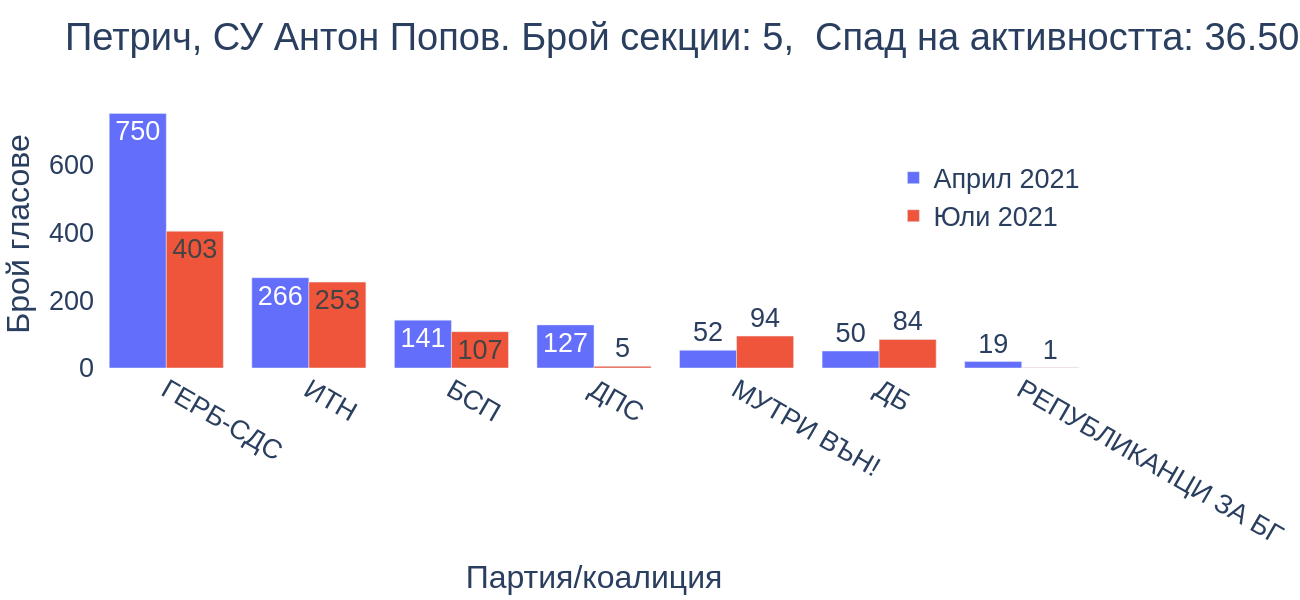 Петрич, СУ Антон Попов. Брой секции: 5,  Спад на активността: 36.50
Брой гласове
600
400
200
0
750
403
266
253
141
107
127
5
52
94
50
84
19
1
Април 2021
Юли 2021
ГЕРБ-СДС
ИТН
БСП
ДПС
МУТРИ ВЪН!
ДБ
РЕПУБЛИКАНЦИ ЗА БГ
Партия/коалиция